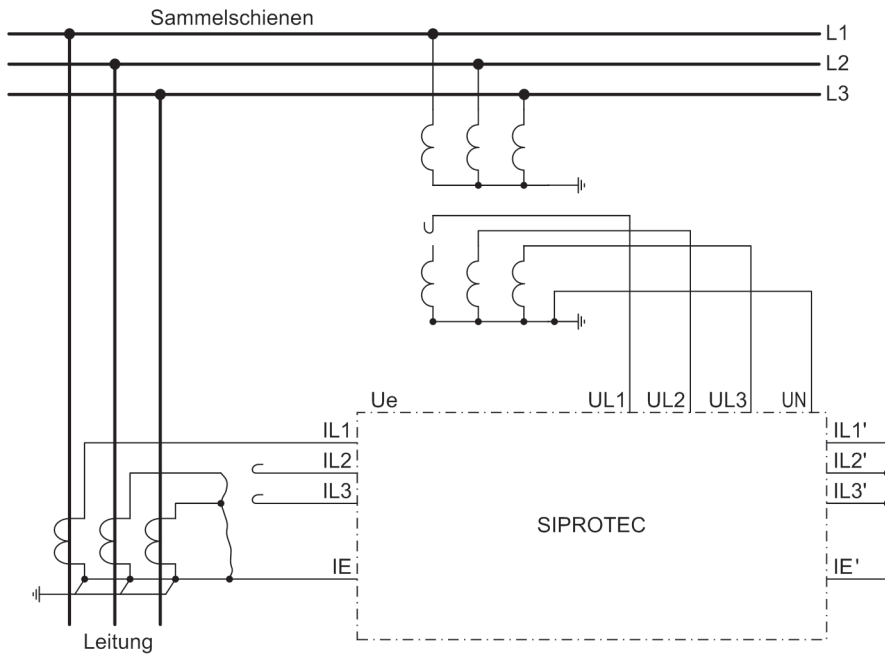 Sammelschienen
L1
L2
L3
Ue
UL1
UL2
UL3
UN
IL1
IL1'
IL2
IL2'
IL3
IL3'
SIPROTEC
IE
IE'
Leitung